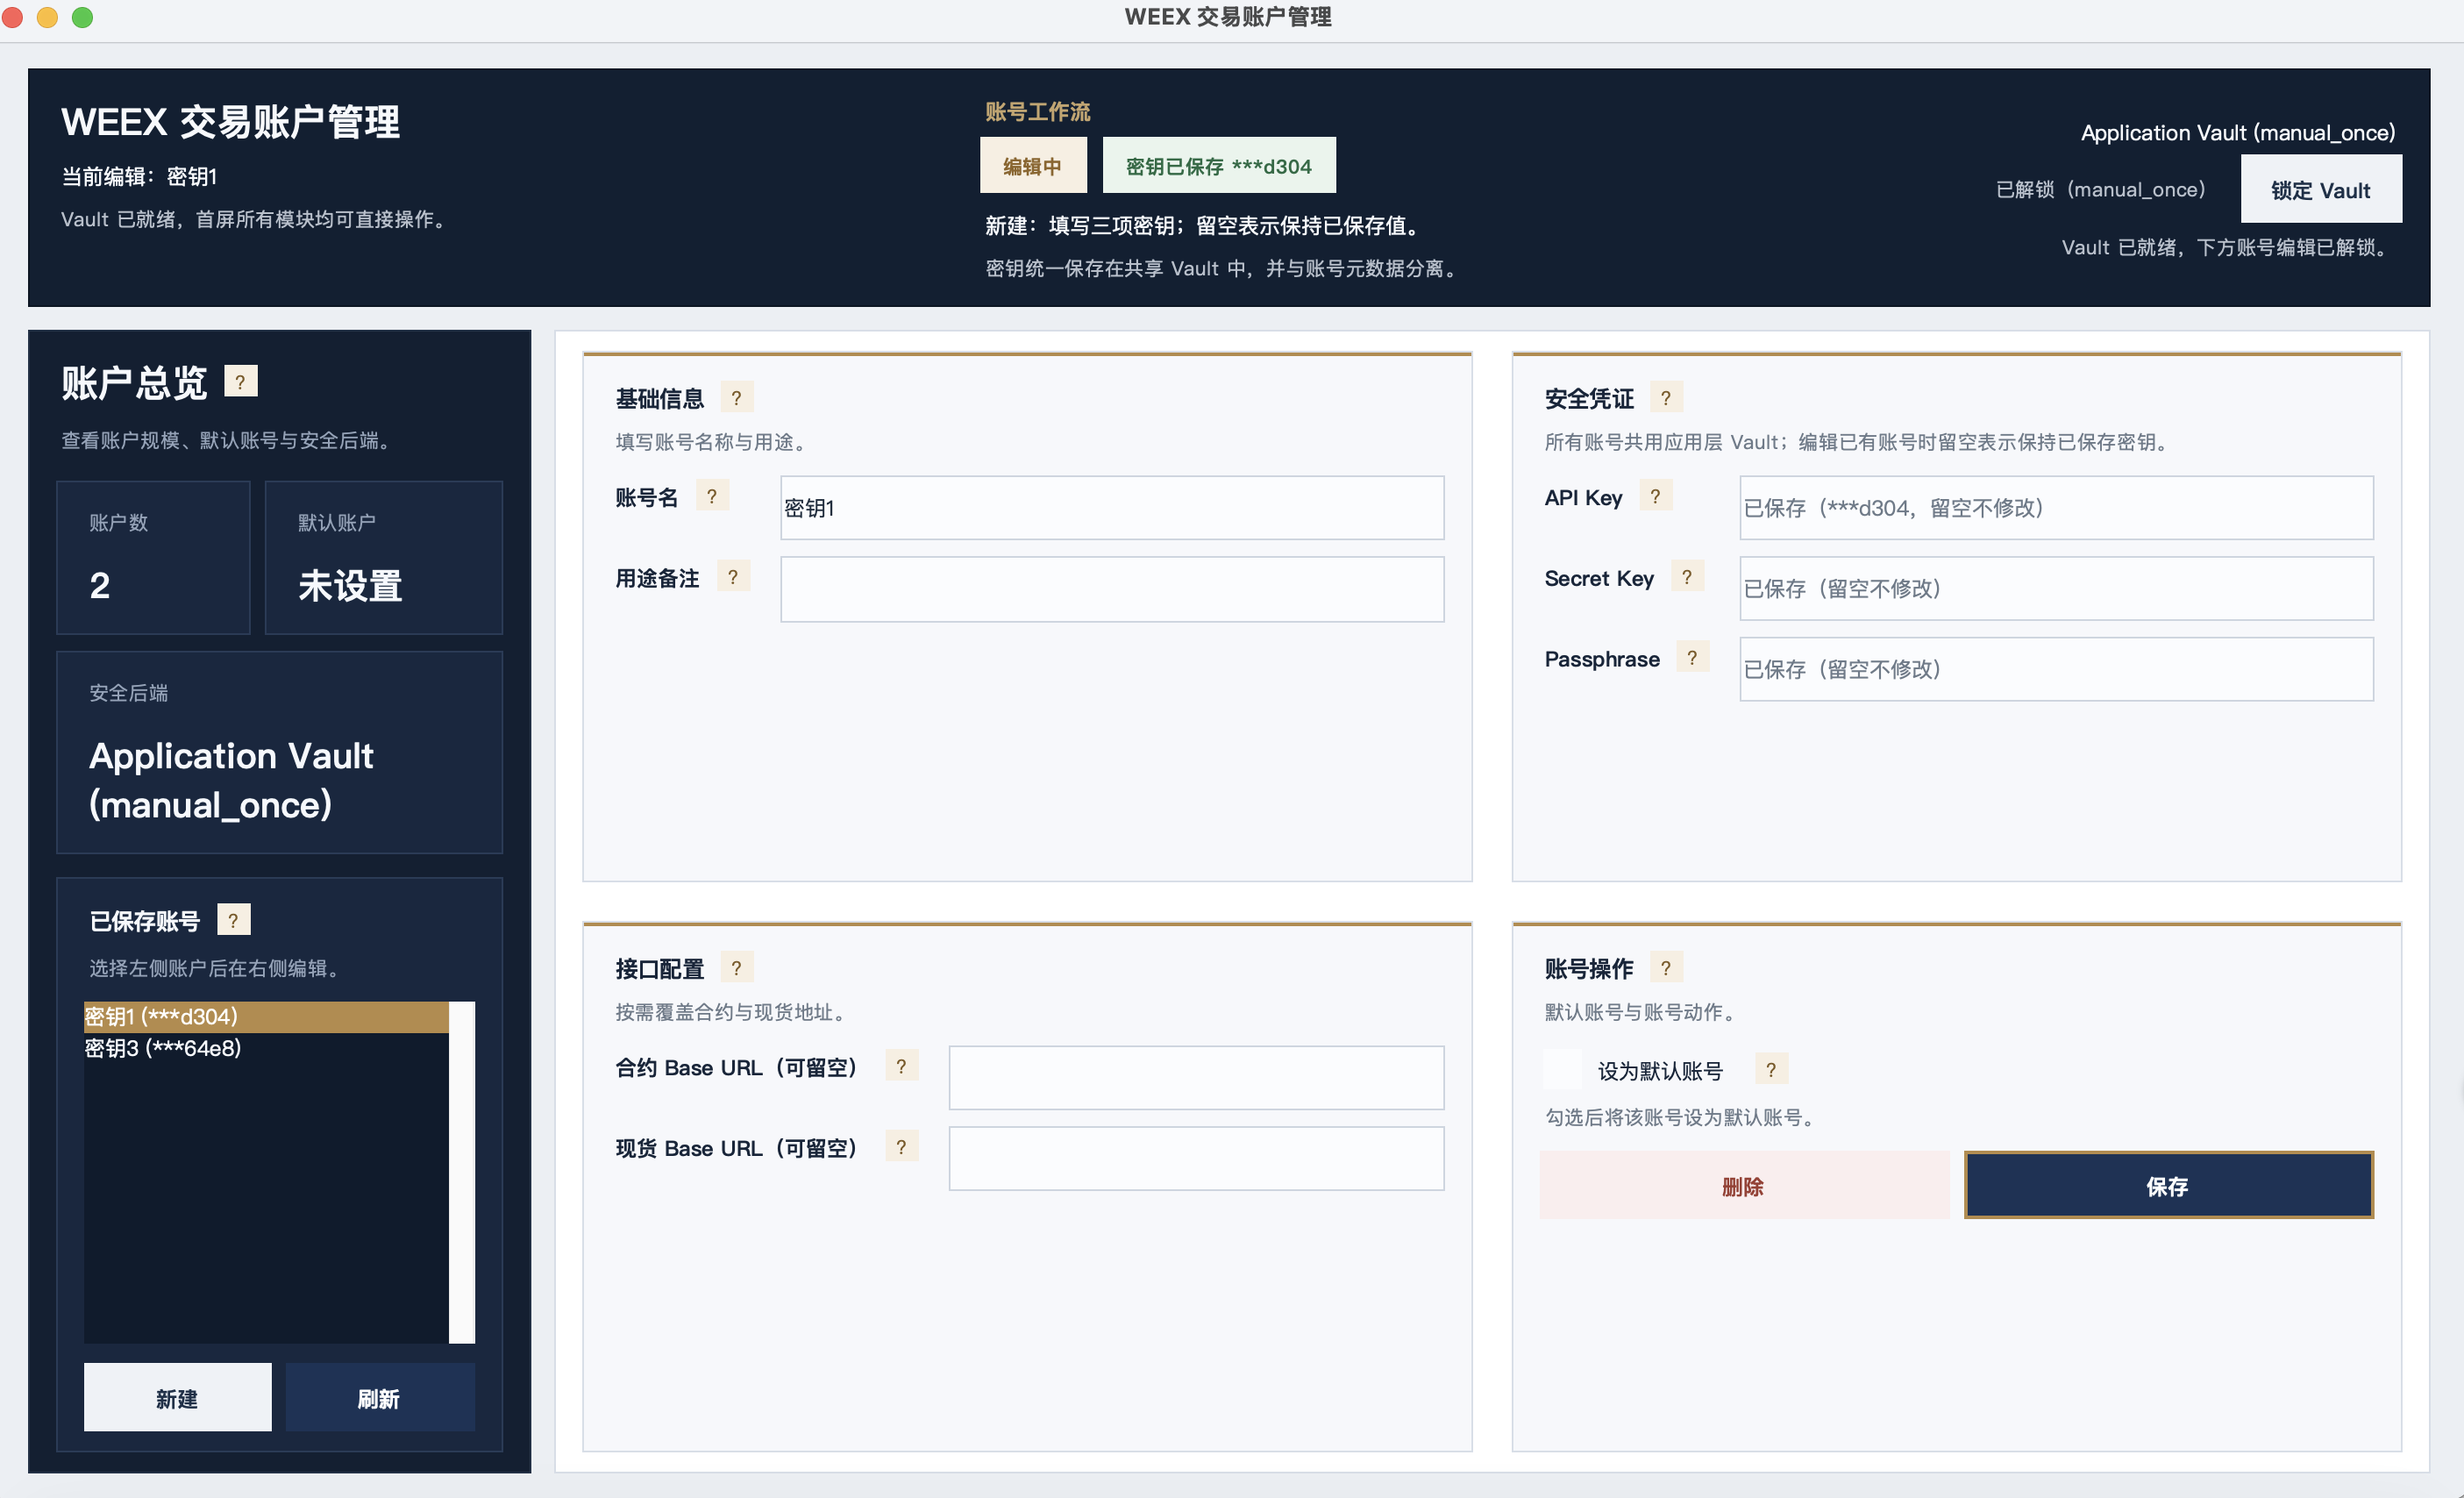 WEEX 交易账户管理
WEEX 交易账户管理
当前编辑：密钥1
Vault 已就绪，首屏所有模块均可直接操作。
账号工作流
编辑中
密钥已保存 ***d304
新建：填写三项密钥；留空表示保持已保存值。
密钥统一保存在共享 Vault 中，并与账号元数据分离。
Application Vault (manual_once)
已解锁（manual_once）
锁定 Vault
Vault 已就绪，下方账号编辑已解锁。
账户总览 ?
查看账户规模、默认账号与安全后端。
账户数
2
默认账户
未设置
安全后端
Application Vault
(manual_once)
已保存账号 ?
选择左侧账户后在右侧编辑。
密钥1 (***d304)
密钥3 (***64e8)
新建
刷新
基础信息 ?
填写账号名称与用途。
账号名 ? 密钥1
用途备注 ?
安全凭证 ?
所有账号共用应用层 Vault；编辑已有账号时留空表示保持已保存密钥。
API Key ? 已保存（***d304，留空不修改）
Secret Key ? 已保存（留空不修改）
Passphrase ? 已保存（留空不修改）
接口配置 ?
按需覆盖合约与现货地址。
合约 Base URL（可留空） ?
现货 Base URL（可留空） ?
账号操作 ?
默认账号与账号动作。
设为默认账号 ?
勾选后将该账号设为默认账号。
删除
保存